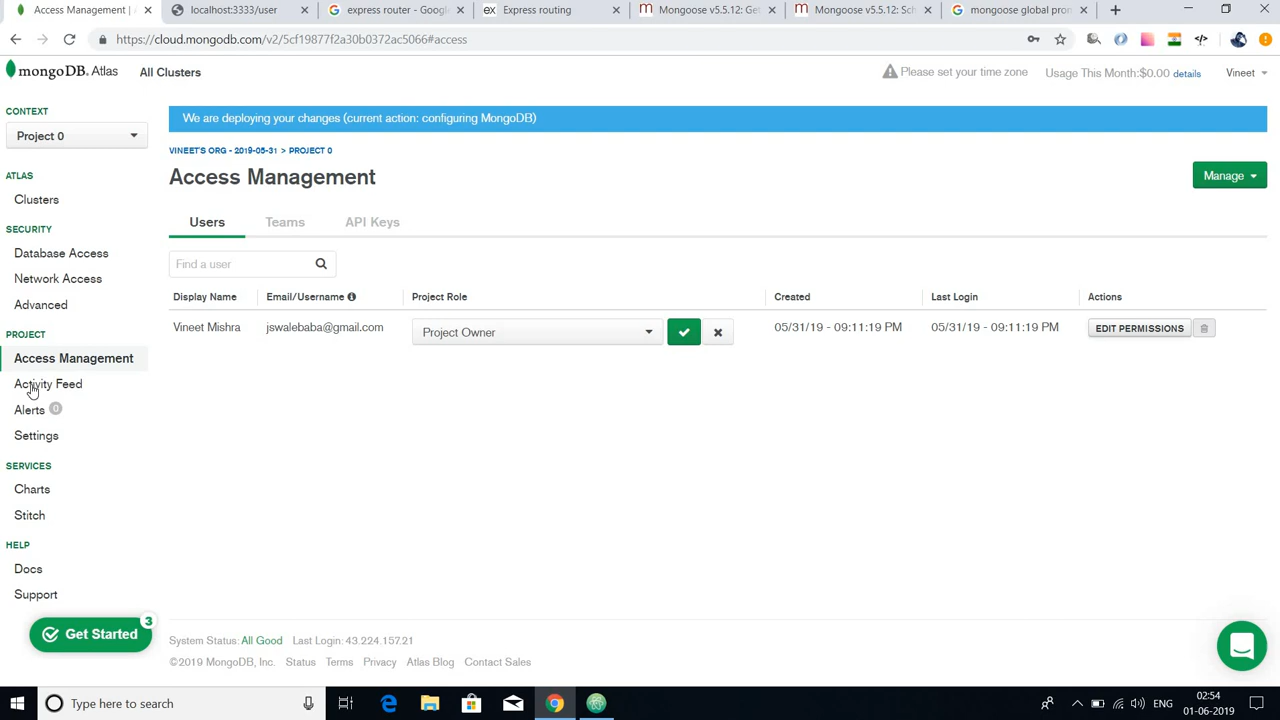 Access Management | A
localhost:3333/user
express router - Google
Express routing
Mongoose v5.5.12: Get
Mongoose v5.5.12: Sch
mongoose global pron
https://cloud.mongodb.com/v2/5cf19877f2a30b0372ac5066#access
mongoDB. Atlas
All Clusters
Please set your time zone
Usage This Month:$0.00 details
Vineet
CONTEXT
Project 0
ATLAS
Clusters
SECURITY
Database Access
Network Access
Advanced
PROJECT
Access Management
Activity Feed
Alerts 0
Settings
SERVICES
Charts
Stitch
HELP
Docs
Support
Get Started 3
We are deploying your changes (current action: configuring MongoDB)
VINEET'S ORG - 2019-05-31 > PROJECT 0
Access Management
Manage
Users Teams API Keys
Find a user
Display Name Email/Username Project Role Created Last Login Actions
Vineet Mishra jswalebaba@gmail.com Project Owner 05/31/19 - 09:11:19 PM 05/31/19 - 09:11:19 PM EDIT PERMISSIONS
System Status: All Good Last Login: 43.224.157.21
©2019 MongoDB, Inc. Status Terms Privacy Atlas Blog Contact Sales
Type here to search
ENG
02:54
01-06-2019